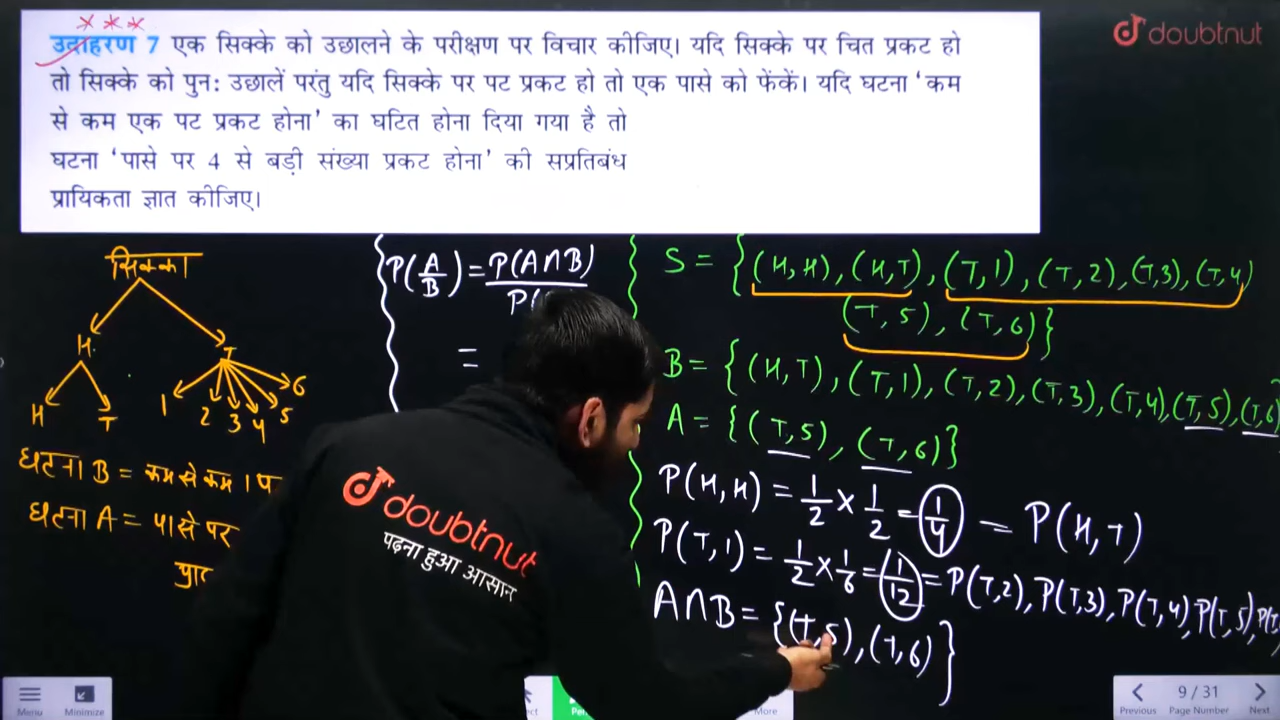 * * *
उदाहरण 7 एक सिक्के को उछालने के परीक्षण पर विचार कीजिए। यदि सिक्के पर चित प्रकट हो
तो सिक्के को पुन: उछालें परंतु यदि सिक्के पर पट प्रकट हो तो एक पासे को फेंकें। यदि घटना ‘कम
से कम एक पट प्रकट होना’ का घटित होना दिया गया है तो
घटना ‘पासे पर 4 से बड़ी संख्या प्रकट होना’ की सप्रतिबंध
प्रायिकता ज्ञात कीजिए।
doubtnut
सिक्का
H T
H T 1 2 3 4 5 6
घटना B = कम से कम 1 प
घटना A = पासे पर
P(A/B) = P(A∩B)
P(
=
S = {(H,H), (H,T), (T,1), (T,2), (T,3), (T,4)
(T,5), (T,6)}
B = {(H,T), (T,1), (T,2), (T,3), (T,4), (T,5), (T,6)
A = {(T,5), (T,6)}
P(H,H) = 1/2 × 1/2 = 1/4 = P(H,T)
P(T,1) = 1/2 × 1/6 = 1/12 = P(T,2), P(T,3), P(T,4), P(T,5), P(T,
A∩B = {(T,5), (T,6)}
doubtnut
पढ़ना हुआ आसान
Menu
Minimize
More
9 / 31
Previous Page Number Next